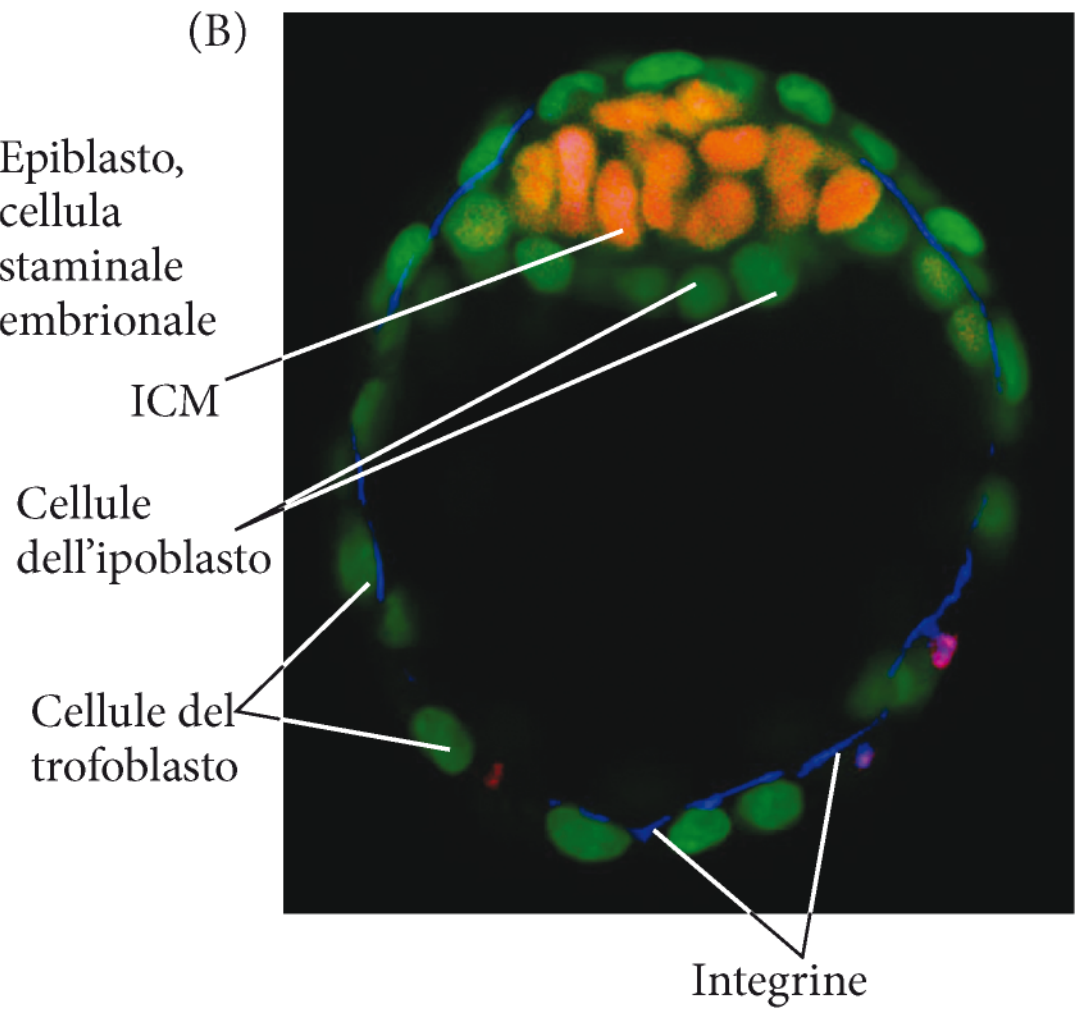 (B)
Epiblasto,
cellula
staminale
embrionale
ICM
Cellule
dell’ipoblasto
Cellule del
trofoblasto
Integrine